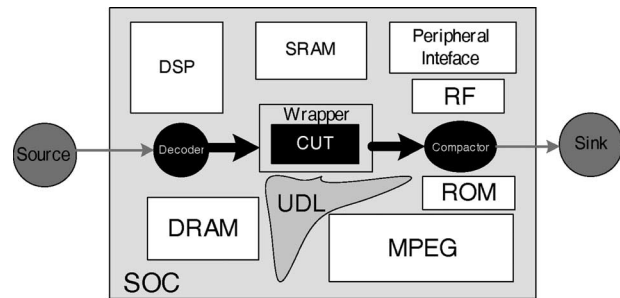 DSP
SRAM
Peripheral
Inteface
RF
Source
Decoder
Wrapper
CUT
Compactor
Sink
DRAM
UDL
ROM
MPEG
SOC